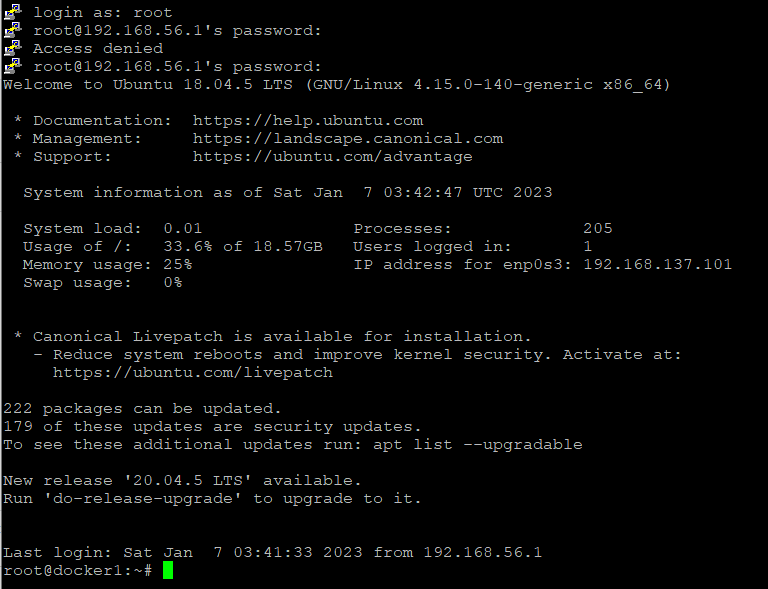 login as: root
root@192.168.56.1's password:
Access denied
root@192.168.56.1's password:
Welcome to Ubuntu 18.04.5 LTS (GNU/Linux 4.15.0-140-generic x86_64)
* Documentation:  https://help.ubuntu.com
* Management:     https://landscape.canonical.com
* Support:        https://ubuntu.com/advantage
System information as of Sat Jan  7 03:42:47 UTC 2023
System load:  0.01                Processes:             205
Usage of /:   33.6% of 18.57GB   Users logged in:       1
Memory usage: 25%                IP address for enp0s3: 192.168.137.101
Swap usage:   0%
* Canonical Livepatch is available for installation.
- Reduce system reboots and improve kernel security. Activate at:
https://ubuntu.com/livepatch
222 packages can be updated.
179 of these updates are security updates.
To see these additional updates run: apt list --upgradable
New release '20.04.5 LTS' available.
Run 'do-release-upgrade' to upgrade to it.
Last login: Sat Jan  7 03:41:33 2023 from 192.168.56.1
root@docker1:~#